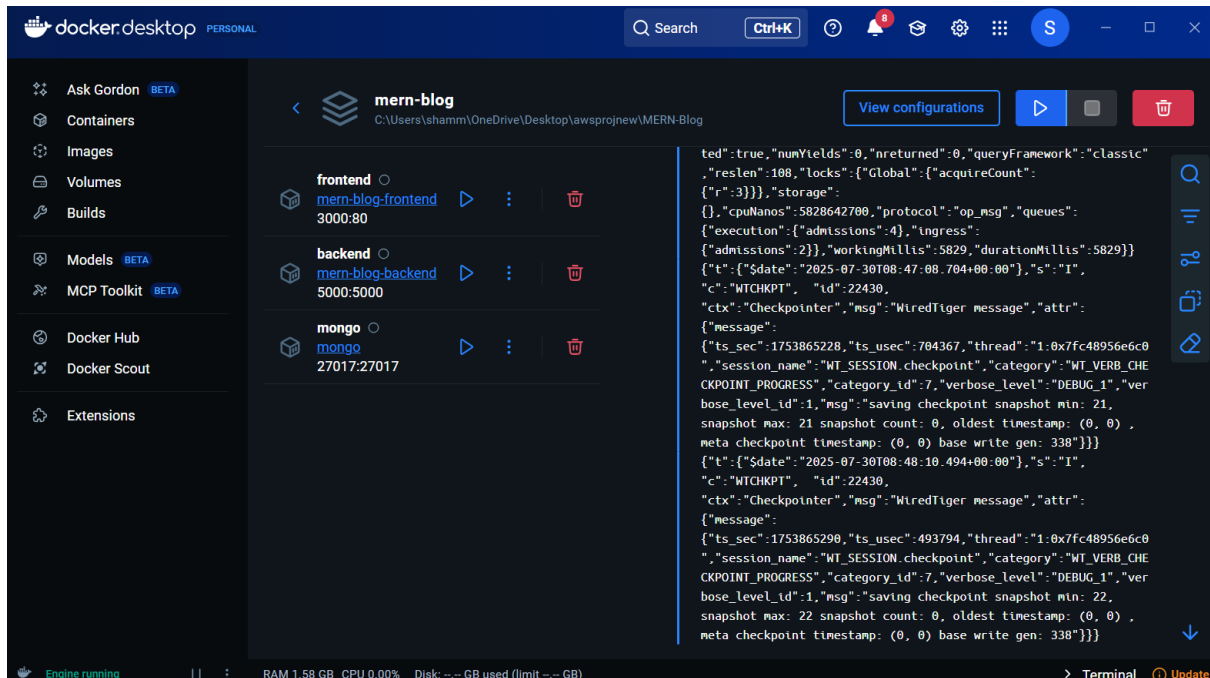 docker.desktop PERSONAL
Search Ctrl+K
8
S
Ask Gordon BETA
Containers
Images
Volumes
Builds
Models BETA
MCP Toolkit BETA
Docker Hub
Docker Scout
Extensions
mern-blog
C:\Users\shamm\OneDrive\Desktop\awsprojnew\MERN-Blog
View configurations
frontend
mern-blog-frontend
3000:80
backend
mern-blog-backend
5000:5000
mongo
mongo
27017:27017
ted":true,"numYields":0,"nreturned":0,"queryFramework":"classic"
,"reslen":108,"locks":{"Global":{"acquireCount":
{"r":3}}},"storage":
{},"cpuNanos":5828642700,"protocol":"op_msg","queues":
{"execution":{"admissions":4},"ingress":
{"admissions":2}},"workingMillis":5829,"durationMillis":5829}}
{"t":{"$date":"2025-07-30T08:47:08.704+00:00"},"s":"I",
"c":"WTCHKPT", "id":22430,
"ctx":"Checkpointer","msg":"WiredTiger message","attr":
{"message":
{"ts_sec":1753865228,"ts_usec":704367,"thread":"1:0x7fc48956e6c0
","session_name":"WT_SESSION.checkpoint","category":"WT_VERB_CHE
CKPOINT_PROGRESS","category_id":7,"verbose_level":"DEBUG_1","ver
bose_level_id":1,"msg":"saving checkpoint snapshot min: 21,
snapshot max: 21 snapshot count: 0, oldest timestamp: (0, 0) ,
meta checkpoint timestamp: (0, 0) base write gen: 338"}}}
{"t":{"$date":"2025-07-30T08:48:10.494+00:00"},"s":"I",
"c":"WTCHKPT", "id":22430,
"ctx":"Checkpointer","msg":"WiredTiger message","attr":
{"message":
{"ts_sec":1753865290,"ts_usec":493794,"thread":"1:0x7fc48956e6c0
","session_name":"WT_SESSION.checkpoint","category":"WT_VERB_CHE
CKPOINT_PROGRESS","category_id":7,"verbose_level":"DEBUG_1","ver
bose_level_id":1,"msg":"saving checkpoint snapshot min: 22,
snapshot max: 22 snapshot count: 0, oldest timestamp: (0, 0) ,
meta checkpoint timestamp: (0, 0) base write gen: 338"}}}
Engine running
RAM 1.58 GB CPU 0.00% Disk: --.-- GB used (limit --.-- GB)
Terminal
Update